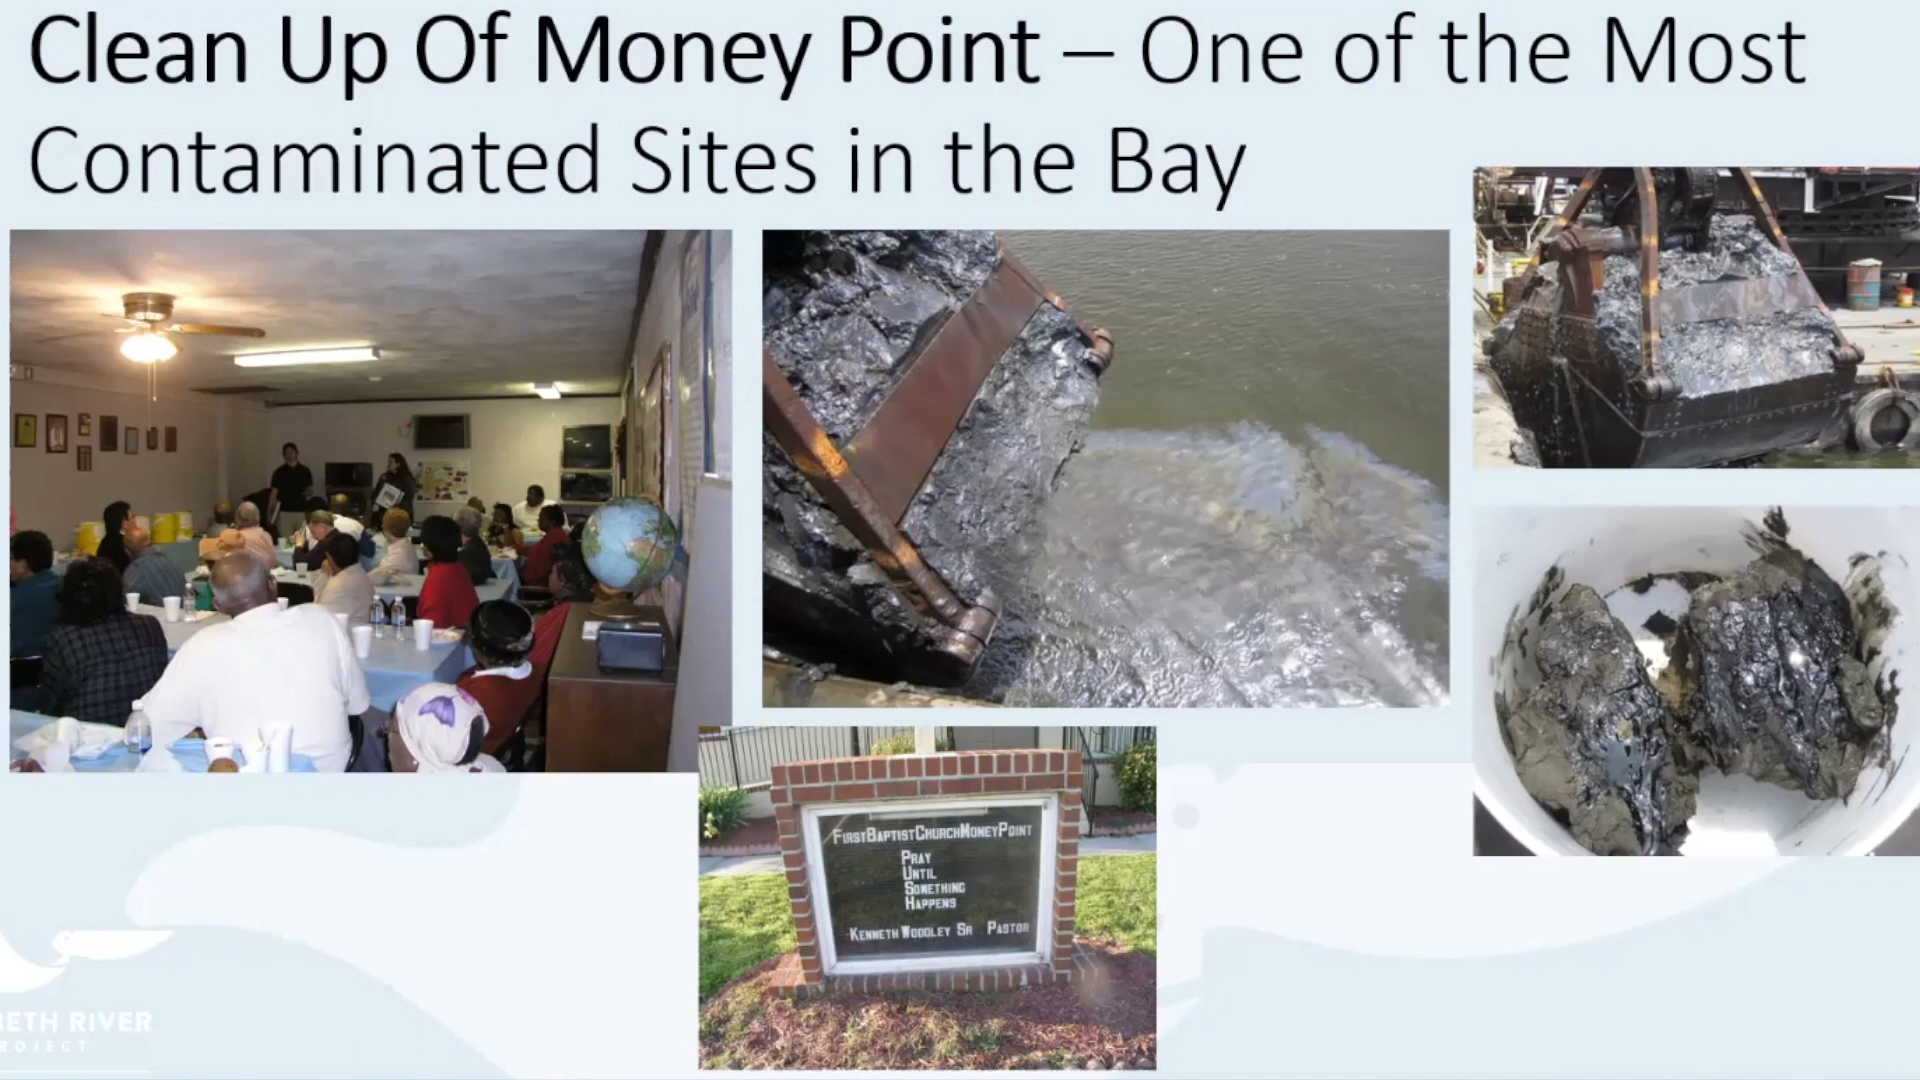 Clean Up Of Money Point – One of the Most
Contaminated Sites in the Bay
FIRSTBAPTISTCHURCHMONEYPOINT
PRAY
UNTIL
SOMETHING
HAPPENS
KENNETH WOODLEY SR PASTOR
BETH RIVER
ROJECT